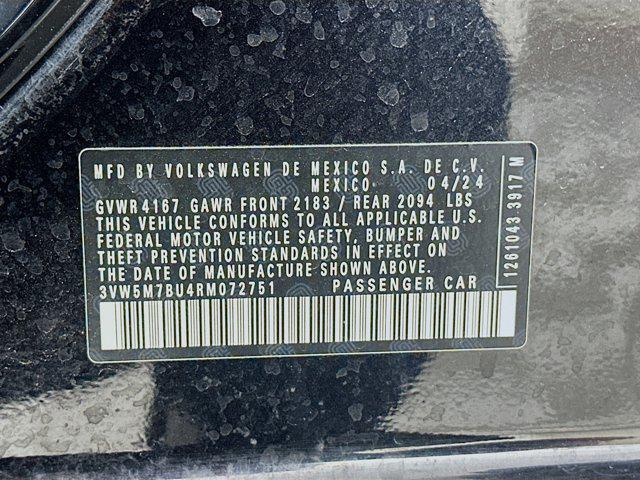 MFD BY VOLKSWAGEN DE MEXICO S.A. DE C.V.
MEXICO 04/24
GVWR 4167 GAWR FRONT 2183 / REAR 2094 LBS
THIS VEHICLE CONFORMS TO ALL APPLICABLE U.S.
FEDERAL MOTOR VEHICLE SAFETY, BUMPER AND
THEFT PREVENTION STANDARDS IN EFFECT ON
THE DATE OF MANUFACTURE SHOWN ABOVE.
3VW5M7BU4RM072751 PASSENGER CAR
1261043 3917 M